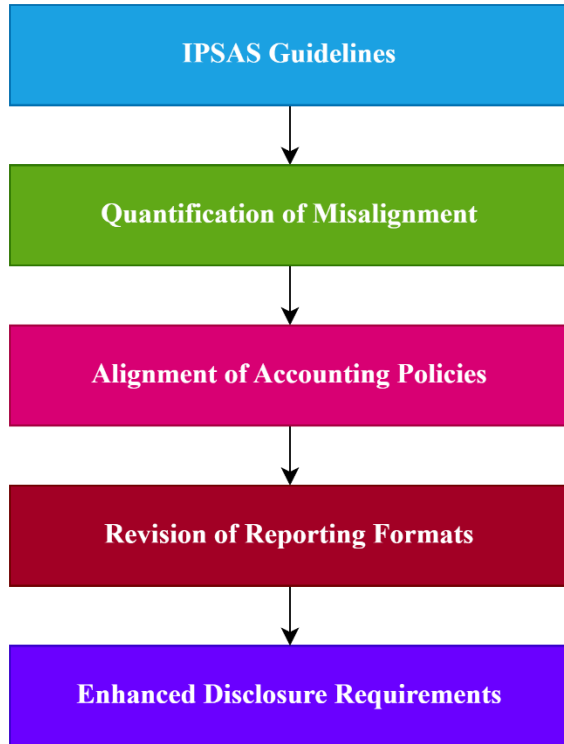 IPSAS Guidelines
Quantification of Misalignment
Alignment of Accounting Policies
Revision of Reporting Formats
Enhanced Disclosure Requirements